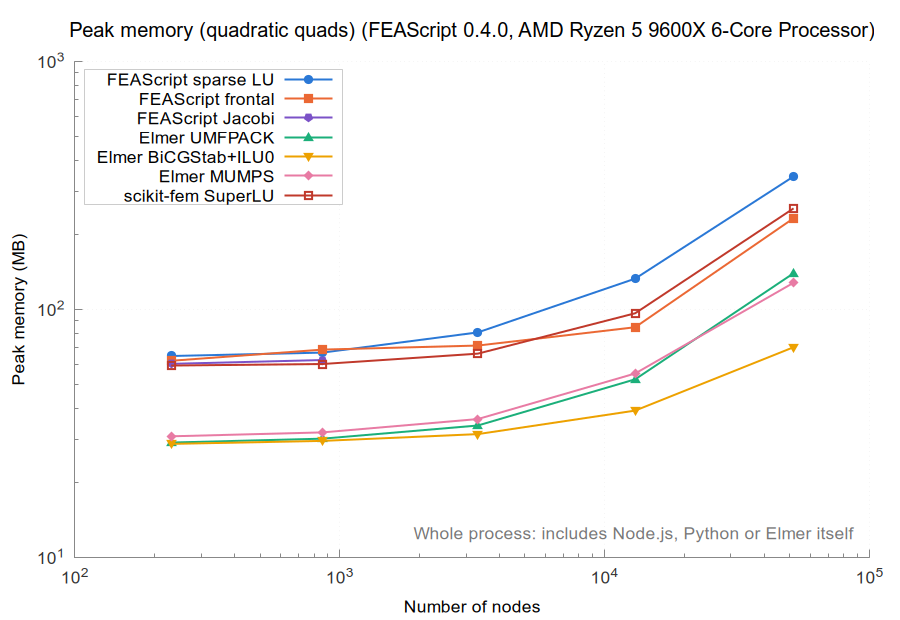 Peak memory (quadratic quads) (FEAScript 0.4.0, AMD Ryzen 5 9600X 6-Core Processor)
10³
FEAScript sparse LU
FEAScript frontal
FEAScript Jacobi
Elmer UMFPACK
Elmer BiCGStab+ILU0
Elmer MUMPS
scikit-fem SuperLU
Peak memory (MB)
10²
Whole process: includes Node.js, Python or Elmer itself
10¹
10² 10³ 10⁴ 10⁵
Number of nodes